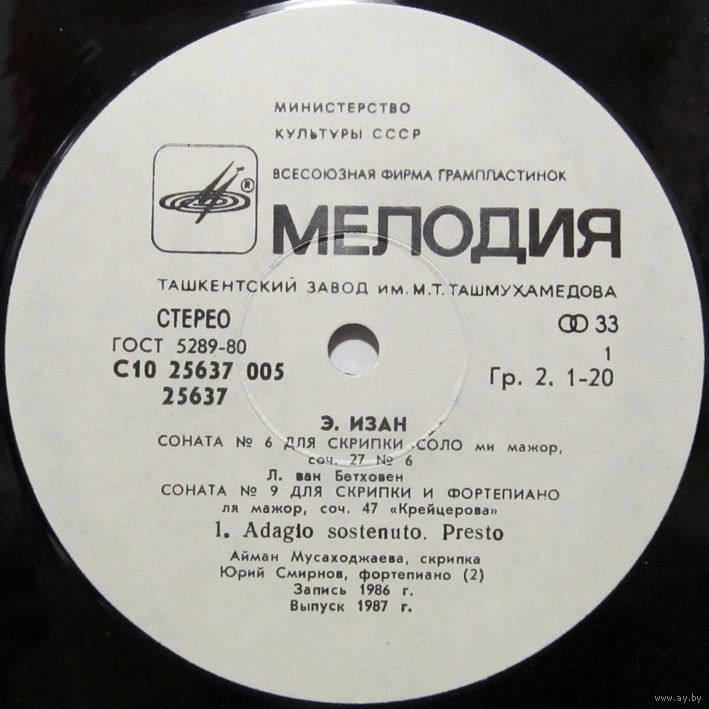 МИНИСТЕРСТВО
КУЛЬТУРЫ СССР
ВСЕСОЮЗНАЯ ФИРМА ГРАМПЛАСТИНОК
®
МЕЛОДИЯ
ТАШКЕНТСКИЙ ЗАВОД ИМ. М.Т. ТАШМУХАМЕДОВА
СТЕРЕО
33
ГОСТ 5289-80
1
С10 25637 005
Гр. 2. 1-20
25637
Э. ИЗАИ
СОНАТА № 6 ДЛЯ СКРИПКИ СОЛО ми мажор,
соч. 27 № 6
Л. ван Бетховен
СОНАТА № 9 ДЛЯ СКРИПКИ И ФОРТЕПИАНО
ля мажор, соч. 47 «Крейцерова»
1. Adagio sostenuto. Presto
Айман Мусаходжаева, скрипка
Юрий Смирнов, фортепиано (2)
Запись 1986 г.
Выпуск 1987 г.
www.ay.by